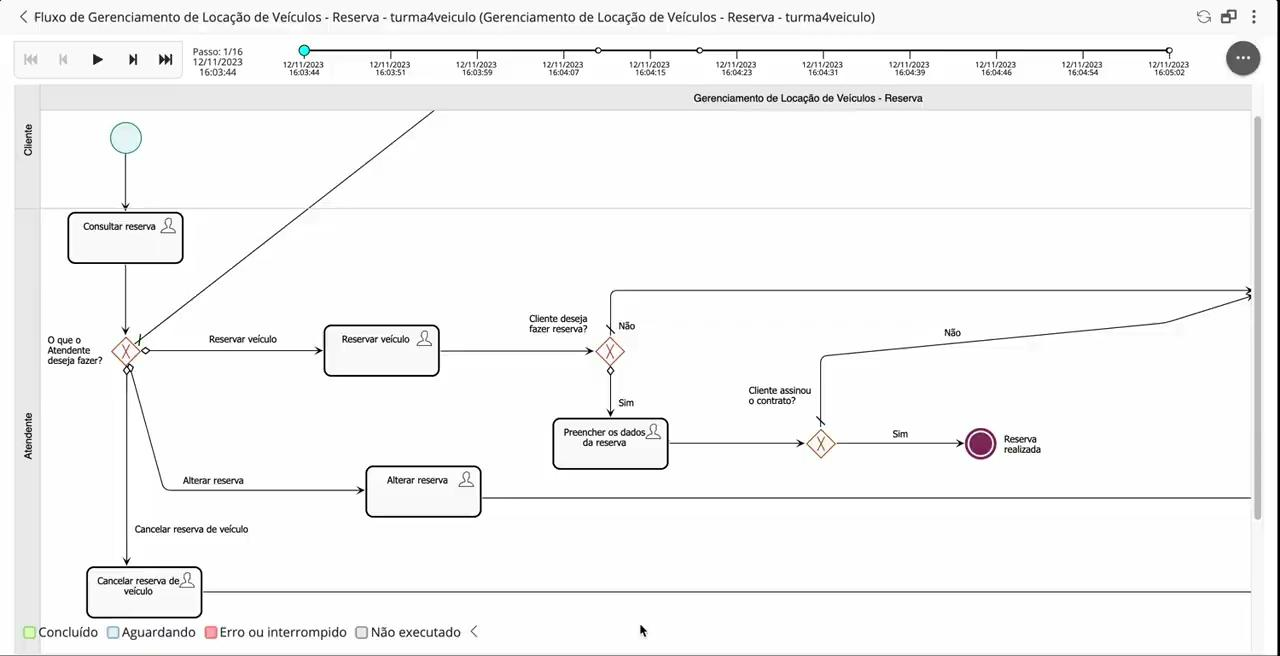 Fluxo de Gerenciamento de Locação de Veículos - Reserva - turma4veiculo (Gerenciamento de Locação de Veículos - Reserva - turma4veiculo)
Passo: 1/16
12/11/2023
16:03:44
12/11/2023
16:03:44
12/11/2023
16:03:51
12/11/2023
16:03:59
12/11/2023
16:04:07
12/11/2023
16:04:15
12/11/2023
16:04:23
12/11/2023
16:04:31
12/11/2023
16:04:39
12/11/2023
16:04:46
12/11/2023
16:04:54
12/11/2023
16:05:02
Gerenciamento de Locação de Veículos - Reserva
Cliente
Consultar reserva
Atendente
O que o
Atendente
deseja fazer?
Reservar veículo
Reservar veículo
Cliente deseja
fazer reserva?
Não
Sim
Preencher os dados
da reserva
Cliente assinou
o contrato?
Não
Sim
Reserva
realizada
Alterar reserva
Alterar reserva
Cancelar reserva de veículo
Cancelar reserva de
veículo
Concluído
Aguardando
Erro ou interrompido
Não executado